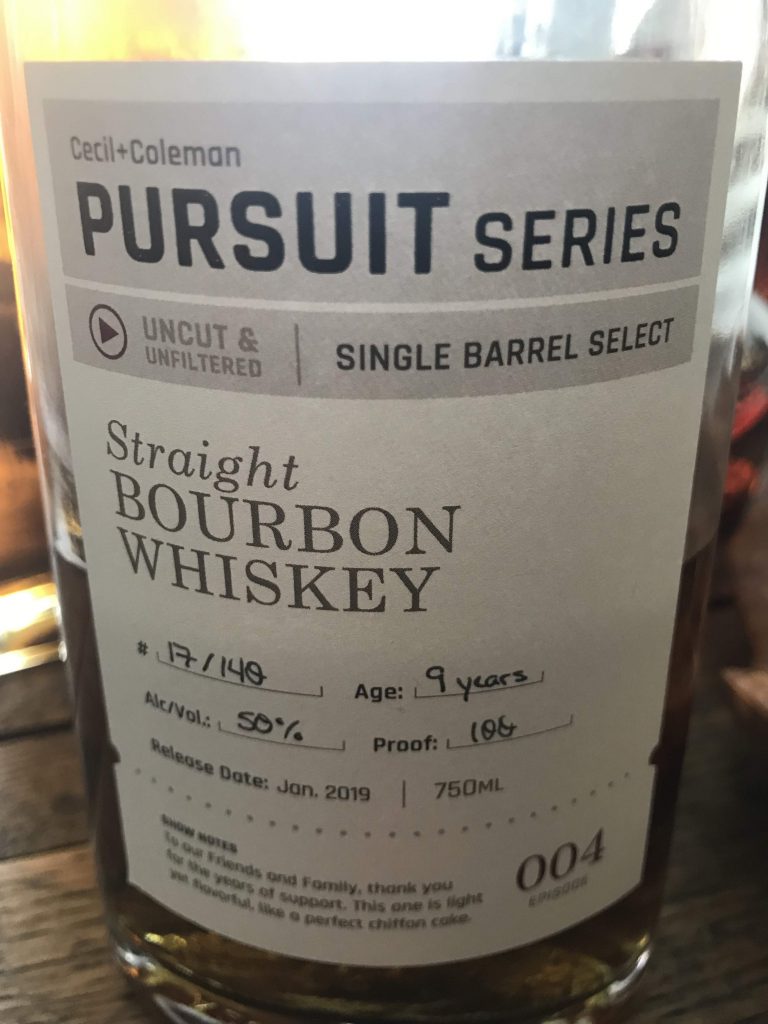 Cecil+Coleman
PURSUIT SERIES
UNCUT &
UNFILTERED
SINGLE BARREL SELECT
Straight
BOURBON
WHISKEY
# 17/140 Age: 9 years
Alc/Vol.: 50% Proof: 100
Release Date: Jan. 2019 | 750ML
SHOW NOTES
To our Friends and Family, thank you
for the years of support. This one is light
yet flavorful, like a perfect chiffon cake.
004
EPISODE